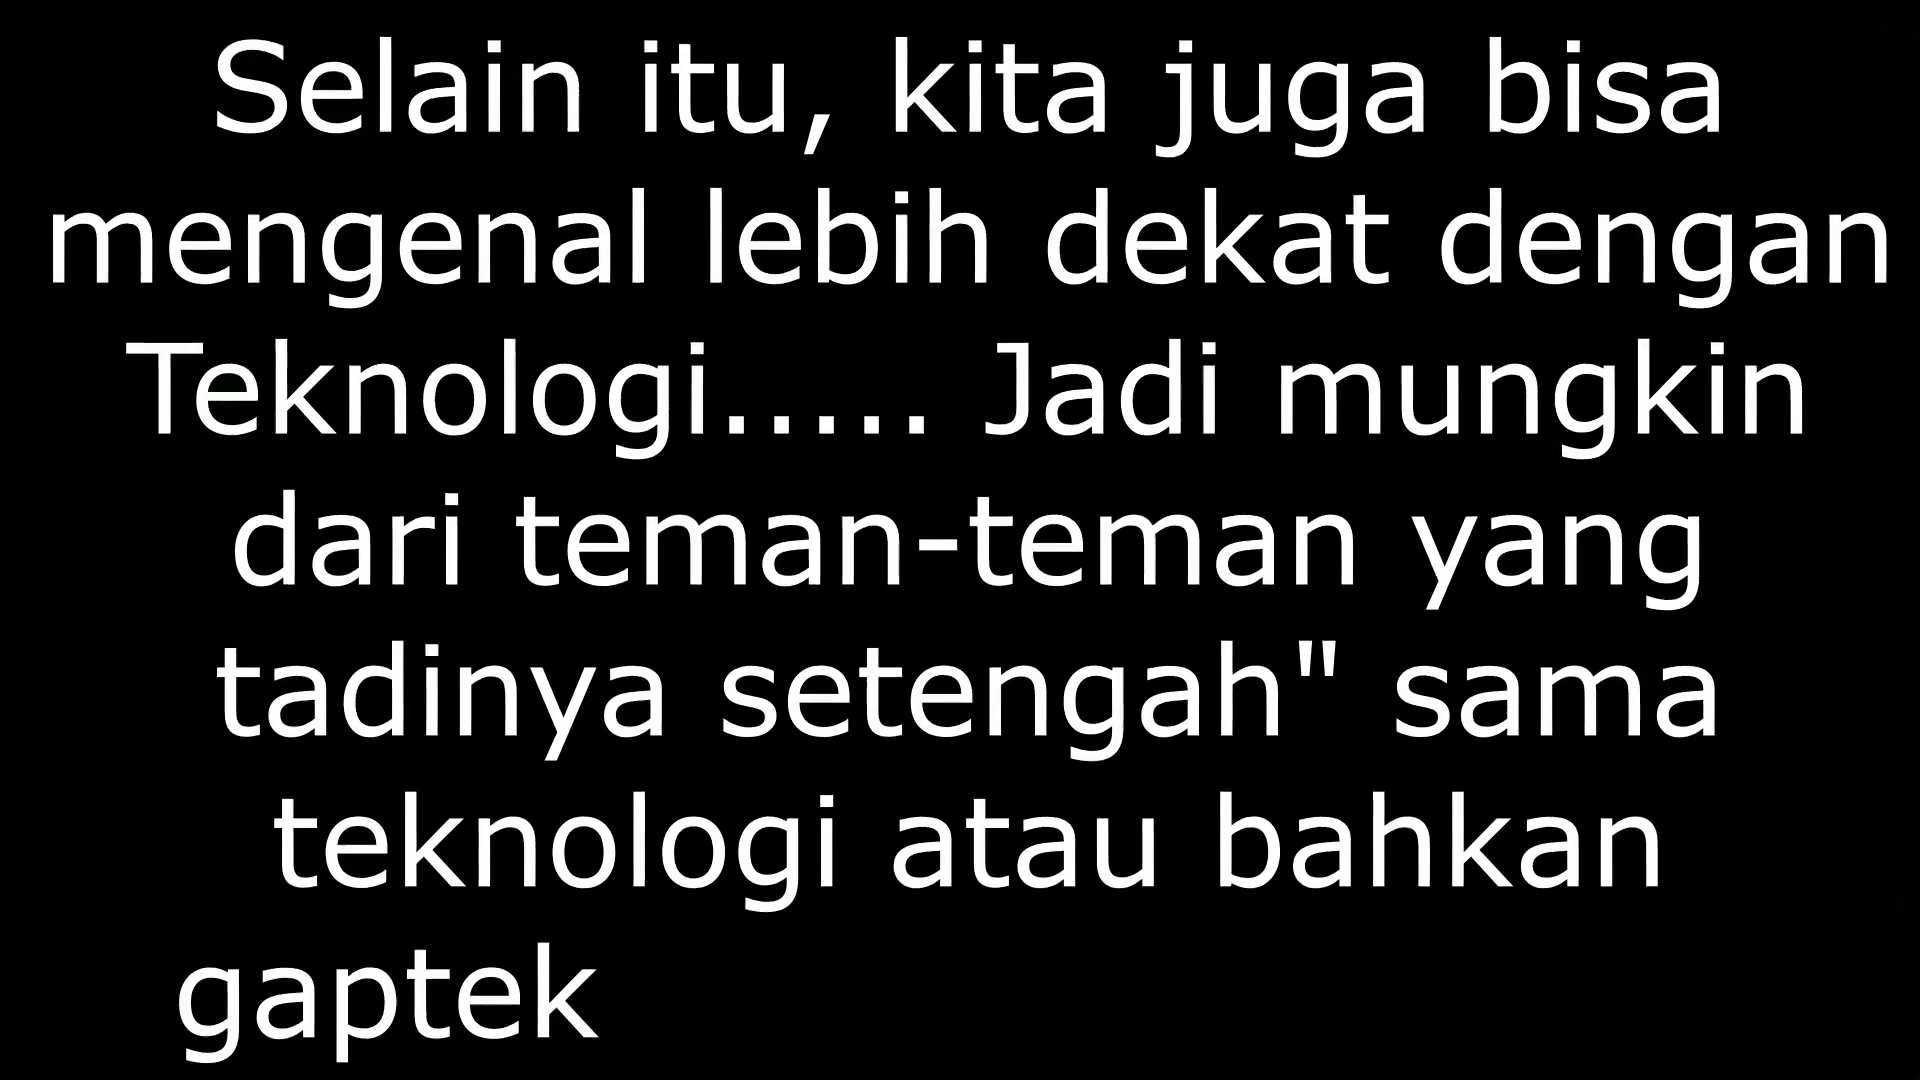 Selain itu, kita juga bisa
mengenal lebih dekat dengan
Teknologi..... Jadi mungkin
dari teman-teman yang
tadinya setengah" sama
teknologi atau bahkan
gaptek